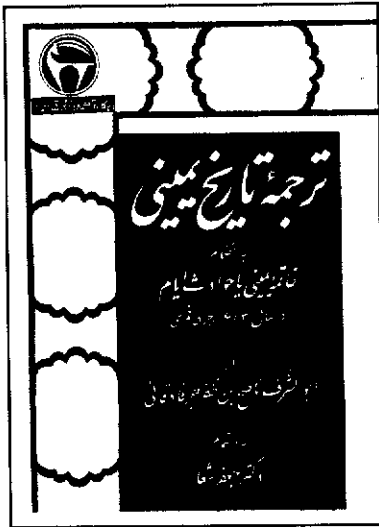 ترجمهٔ تاریخ یمینی
به انضمام
خاتمهٔ یمینی یا حوادث ایام
در سال ۶۰۳ هجری قمری
از
ابوالشرف ناصح بن ظفر جرفادقانی
به اهتمام
دکتر جعفر شعار